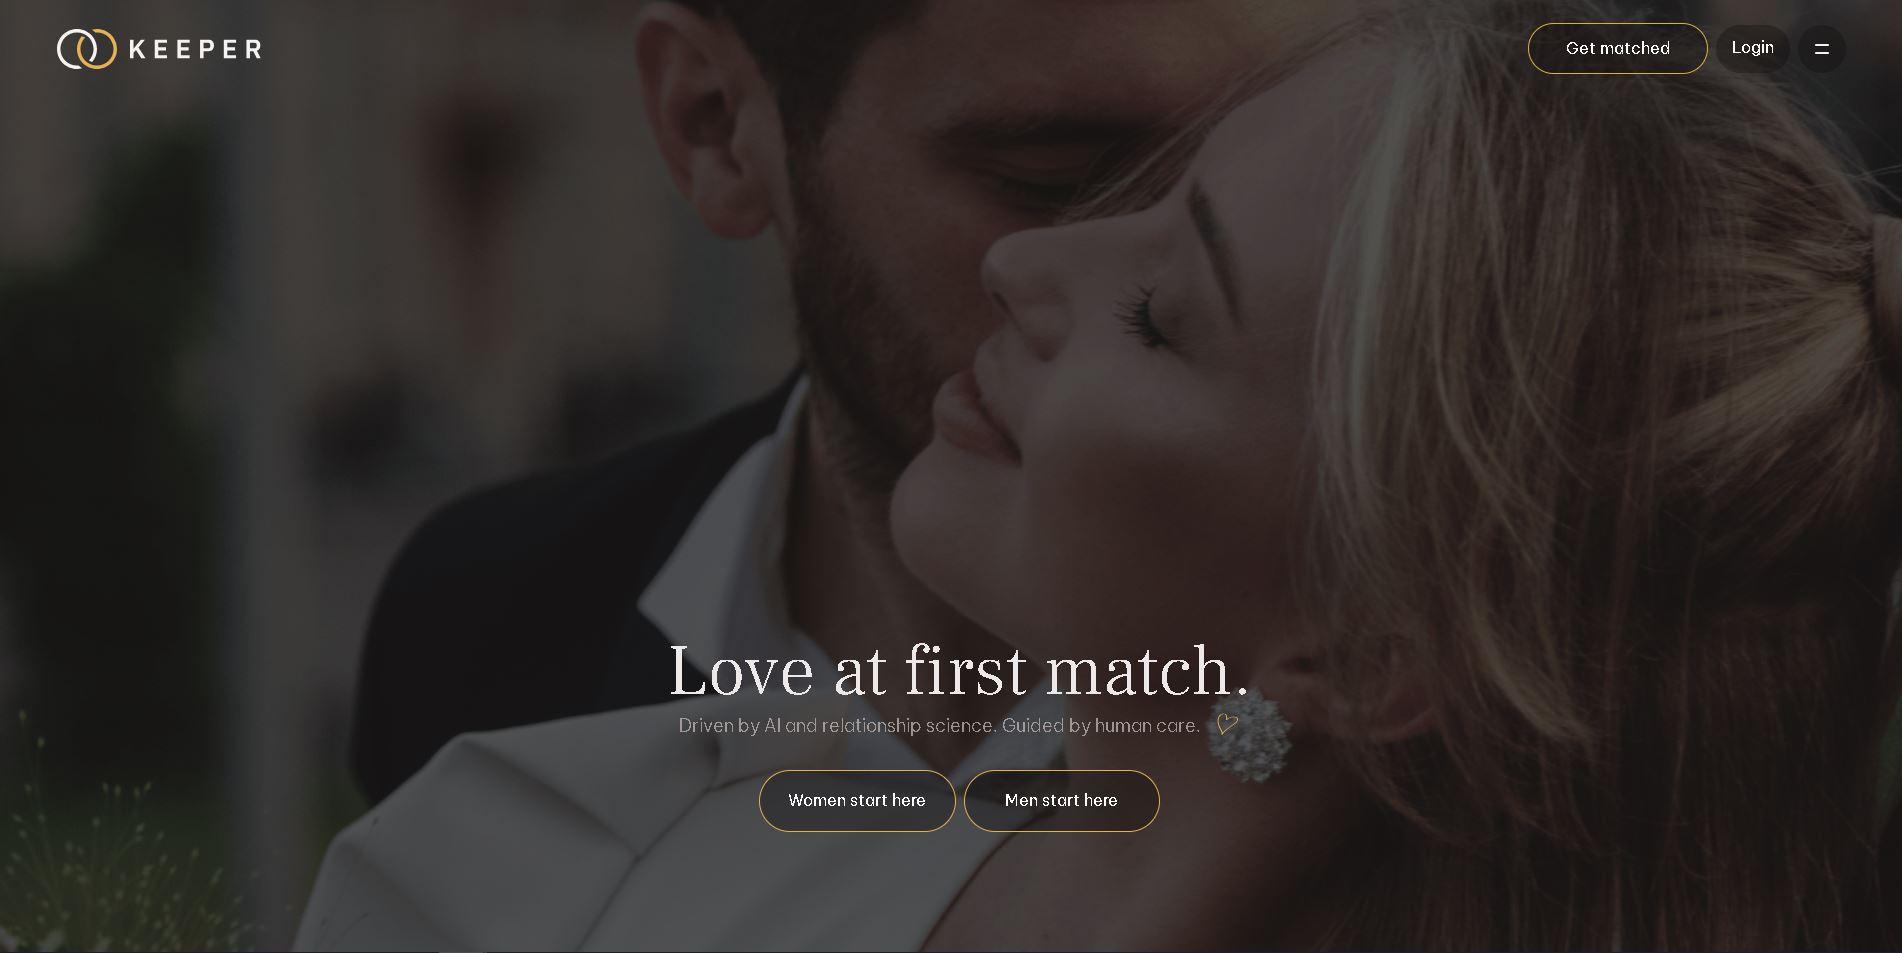 KEEPER
Get matched
Login
Love at first match.
Driven by AI and relationship science. Guided by human care.
Women start here
Men start here